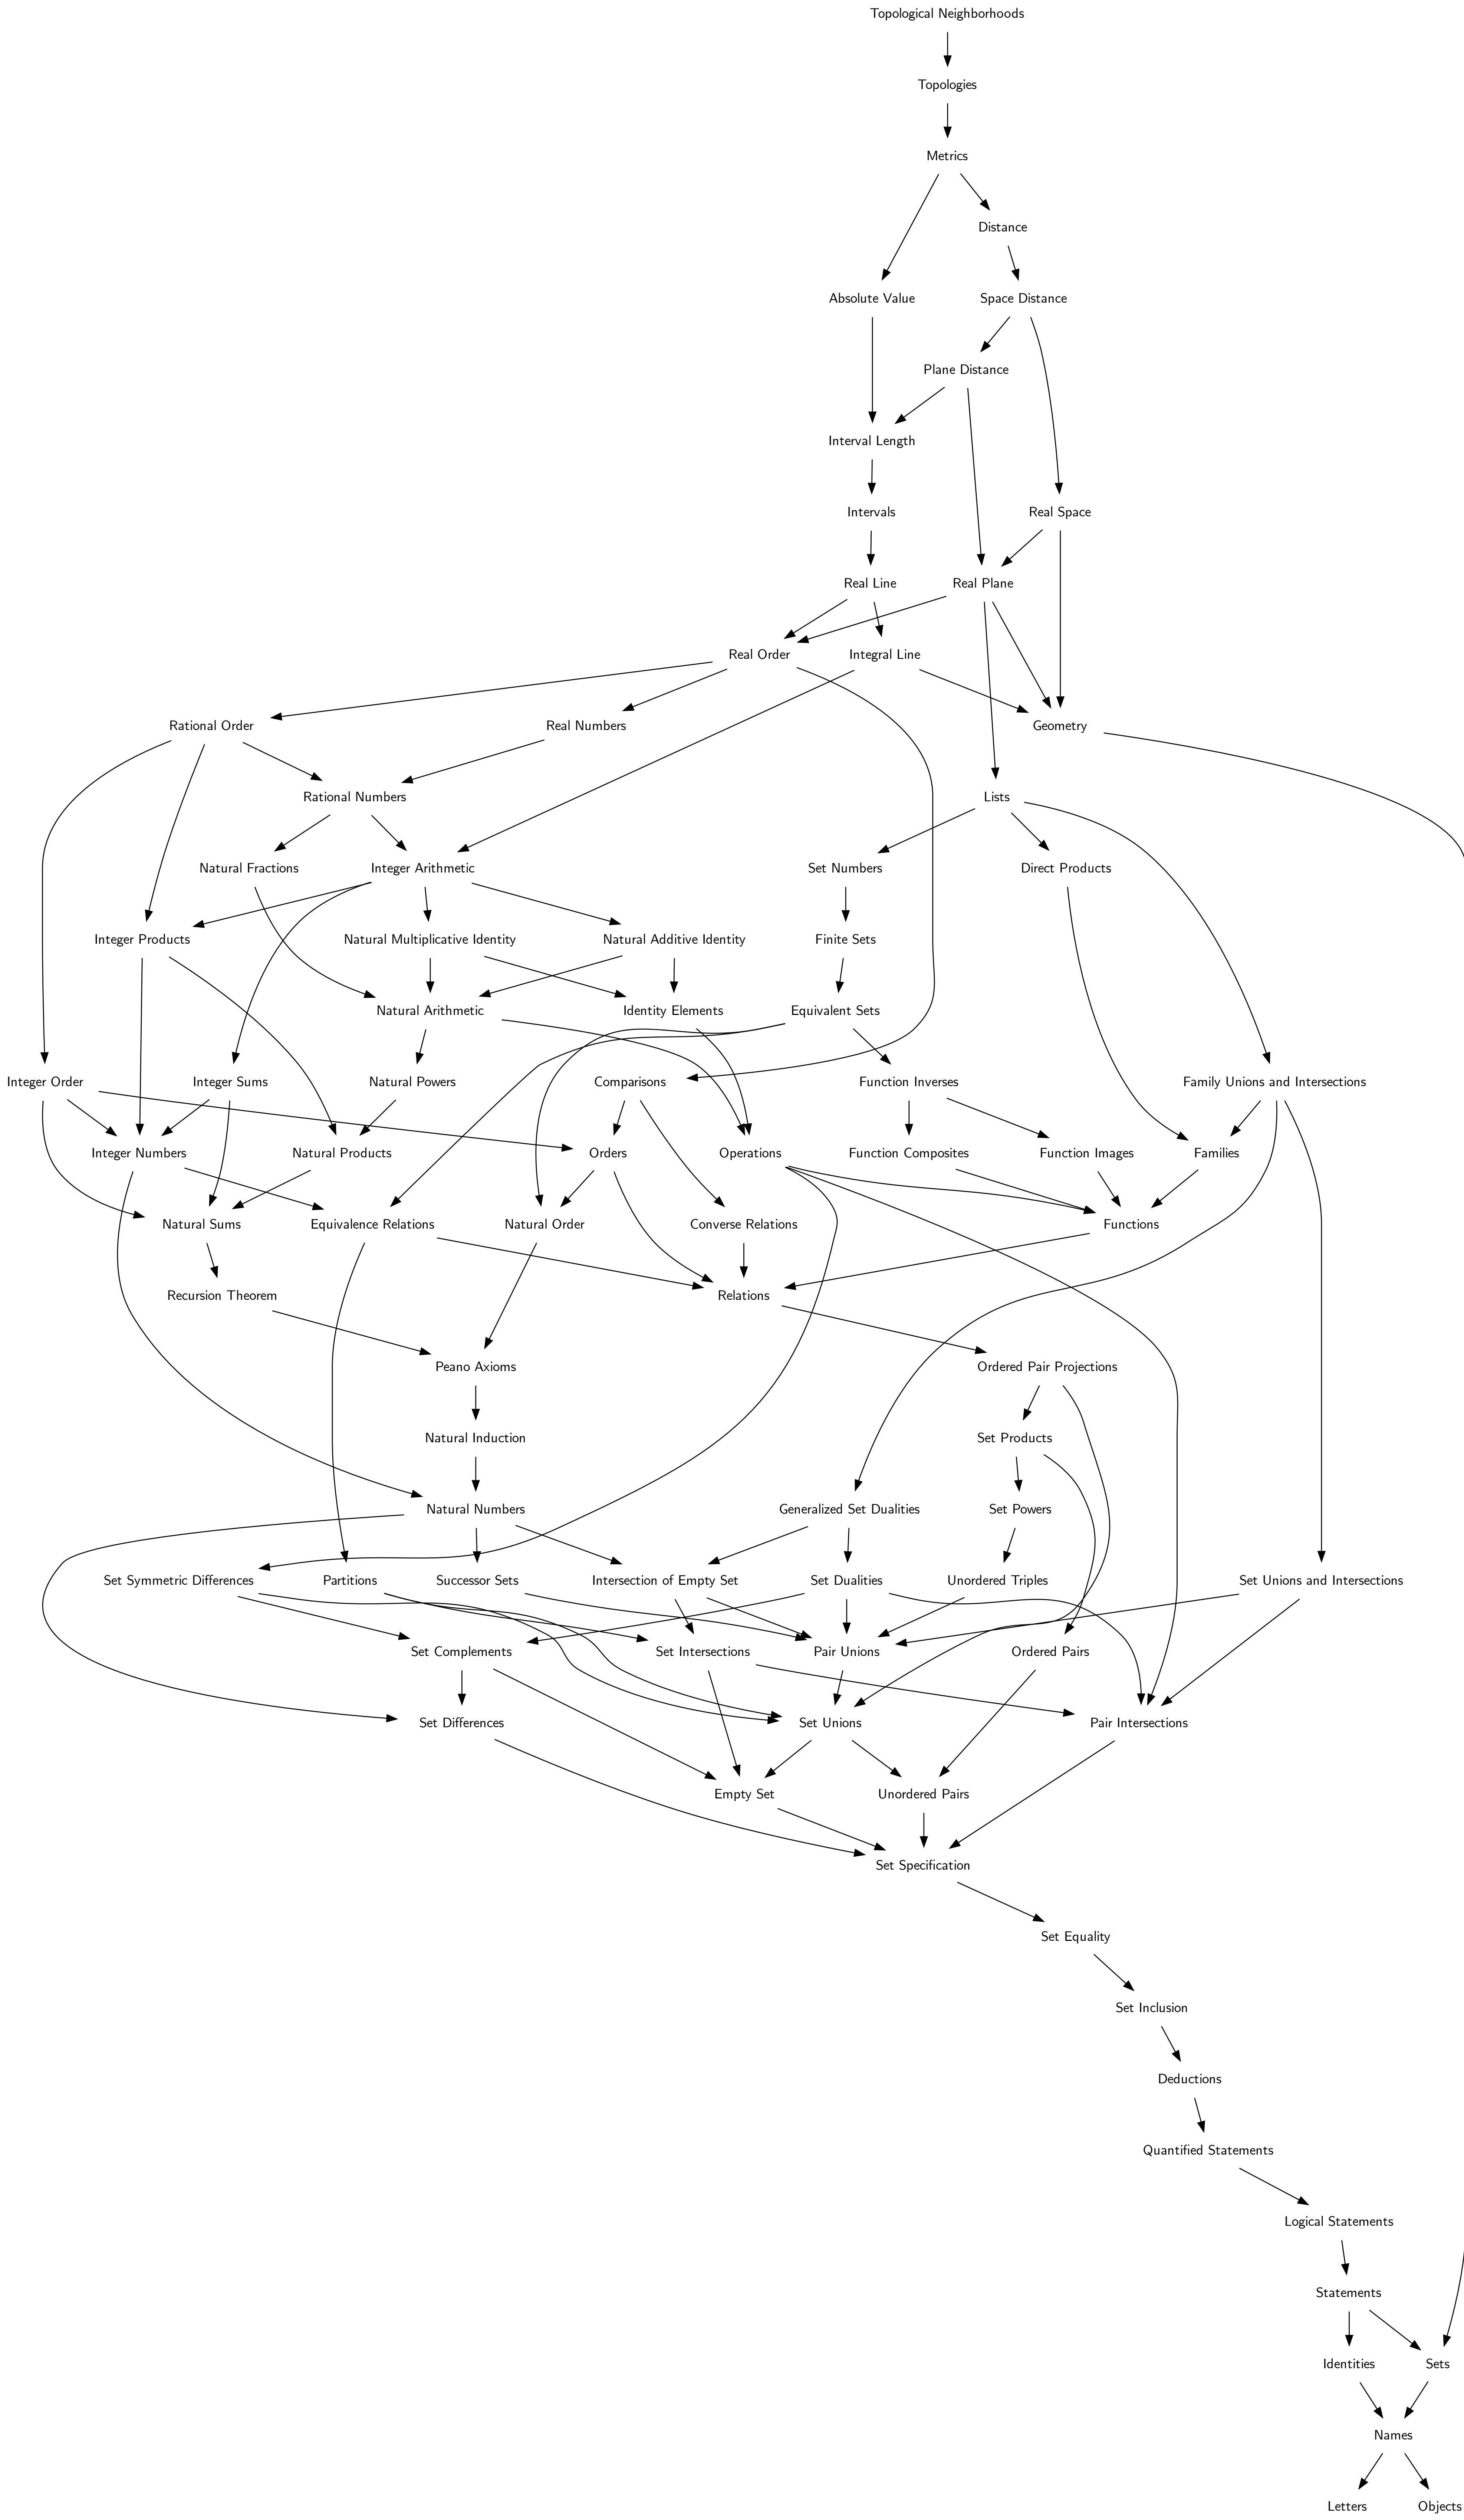 Topological Neighborhoods
Topologies
Metrics
Distance
Absolute Value
Space Distance
Plane Distance
Interval Length
Intervals
Real Space
Real Line
Real Plane
Real Order
Integral Line
Rational Order
Real Numbers
Geometry
Rational Numbers
Lists
Natural Fractions
Integer Arithmetic
Set Numbers
Direct Products
Integer Products
Natural Multiplicative Identity
Natural Additive Identity
Finite Sets
Natural Arithmetic
Identity Elements
Equivalent Sets
Integer Order
Integer Sums
Natural Powers
Comparisons
Function Inverses
Family Unions and Intersections
Integer Numbers
Natural Products
Orders
Operations
Function Composites
Function Images
Families
Natural Sums
Equivalence Relations
Natural Order
Converse Relations
Functions
Recursion Theorem
Relations
Peano Axioms
Ordered Pair Projections
Natural Induction
Set Products
Natural Numbers
Generalized Set Dualities
Set Powers
Set Symmetric Differences
Partitions
Successor Sets
Intersection of Empty Set
Set Dualities
Unordered Triples
Set Unions and Intersections
Set Complements
Set Intersections
Pair Unions
Ordered Pairs
Set Differences
Set Unions
Pair Intersections
Empty Set
Unordered Pairs
Set Specification
Set Equality
Set Inclusion
Deductions
Quantified Statements
Logical Statements
Statements
Identities
Sets
Names
Letters
Objects